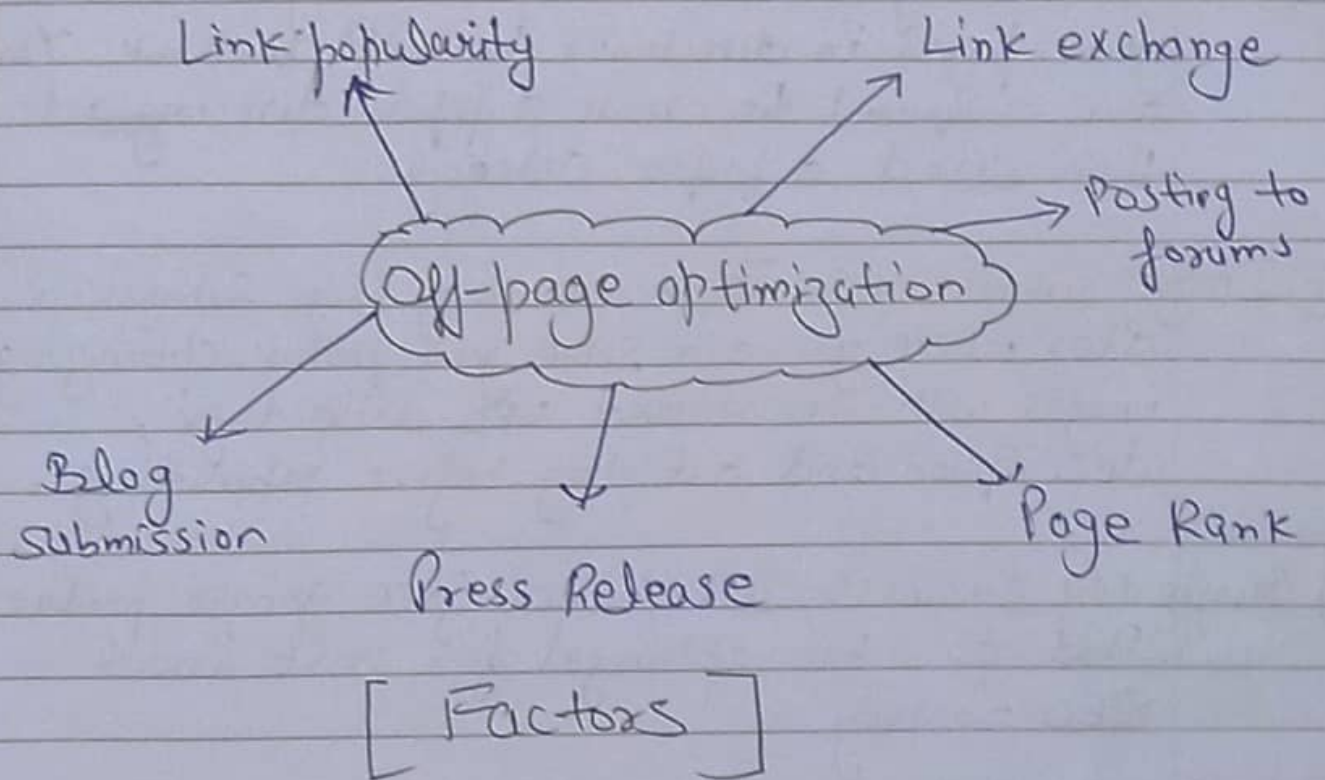 Link popularity
Link exchange
Posting to
forums
Off-page optimization
Blog
submission
Page Rank
Press Release
[Factors]